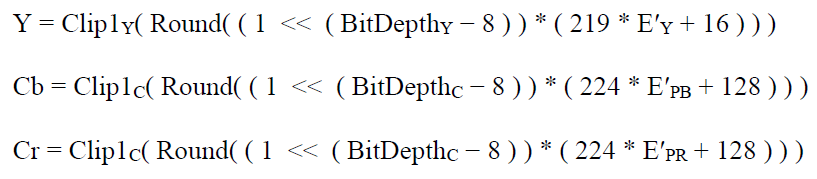 Y = Clip1Y( Round( ( 1 << ( BitDepthY − 8 ) ) * ( 219 * E′Y + 16 ) ) )
Cb = Clip1C( Round( ( 1 << ( BitDepthC − 8 ) ) * ( 224 * E′PB + 128 ) ) )
Cr = Clip1C( Round( ( 1 << ( BitDepthC − 8 ) ) * ( 224 * E′PR + 128 ) ) )